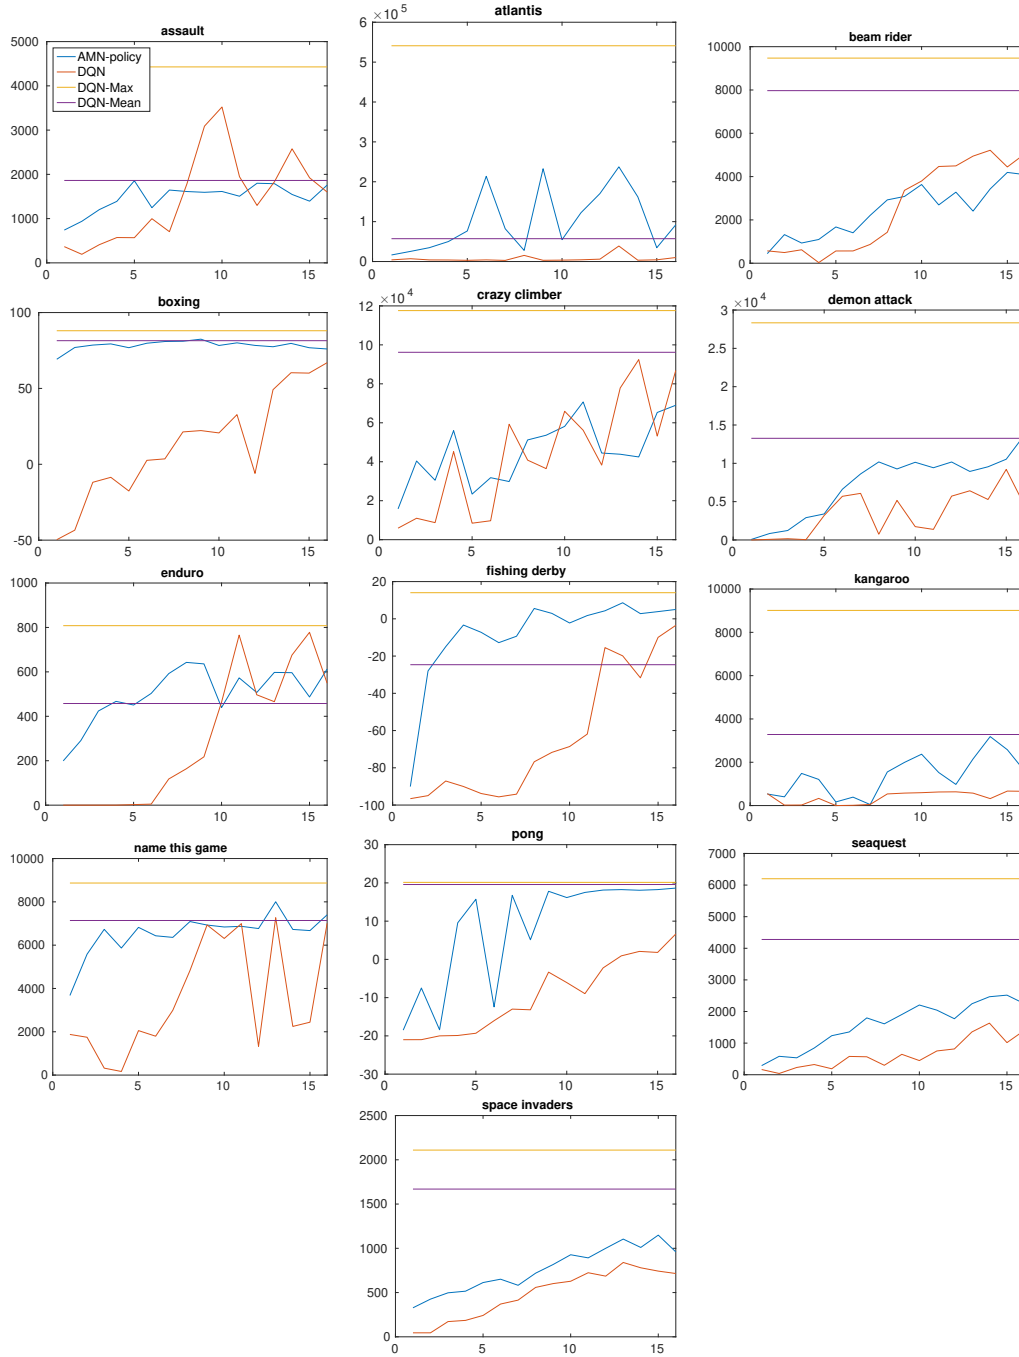 assault
5000
4000
3000
2000
1000
0
0 5 10 15
AMN-policy
DQN
DQN-Max
DQN-Mean
atlantis
×10^5
6
5
4
3
2
1
0
0 5 10 15
beam rider
10000
8000
6000
4000
2000
0
0 5 10 15
boxing
100
50
0
-50
0 5 10 15
crazy climber
×10^4
12
10
8
6
4
2
0
0 5 10 15
demon attack
×10^4
3
2.5
2
1.5
1
0.5
0
0 5 10 15
enduro
1000
800
600
400
200
0
0 5 10 15
fishing derby
20
0
-20
-40
-60
-80
-100
0 5 10 15
kangaroo
10000
8000
6000
4000
2000
0
0 5 10 15
name this game
10000
8000
6000
4000
2000
0
0 5 10 15
pong
30
20
10
0
-10
-20
-30
0 5 10 15
seaquest
7000
6000
5000
4000
3000
2000
1000
0
0 5 10 15
space invaders
2500
2000
1500
1000
500
0
0 5 10 15